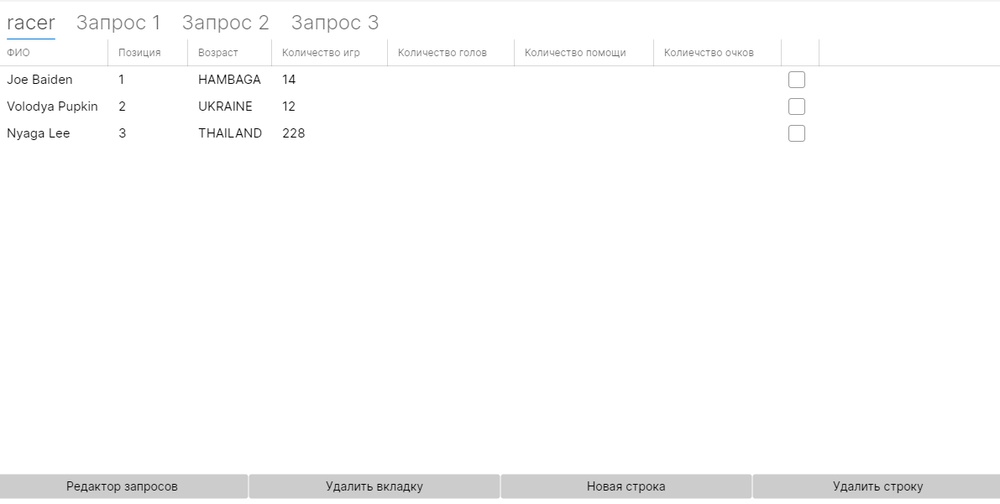 racer Запрос 1 Запрос 2 Запрос 3
ФИО Позиция Возраст Количество игр Количество голов Количество помощи Колиечство очков
Joe Baiden 1 HAMBAGA 14
Volodya Pupkin 2 UKRAINE 12
Nyaga Lee 3 THAILAND 228
Редактор запросов Удалить вкладку Новая строка Удалить строку